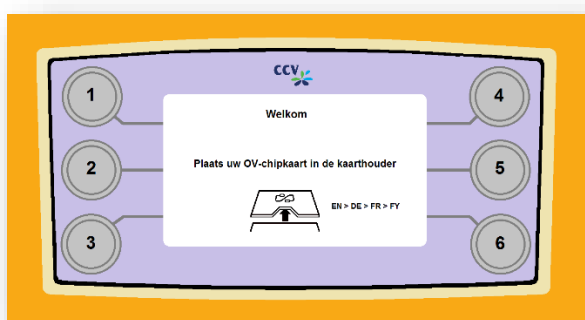 CCV
1
4
Welkom
2
Plaats uw OV-chipkaart in de kaarthouder
5
EN > DE > FR > FY
3
6